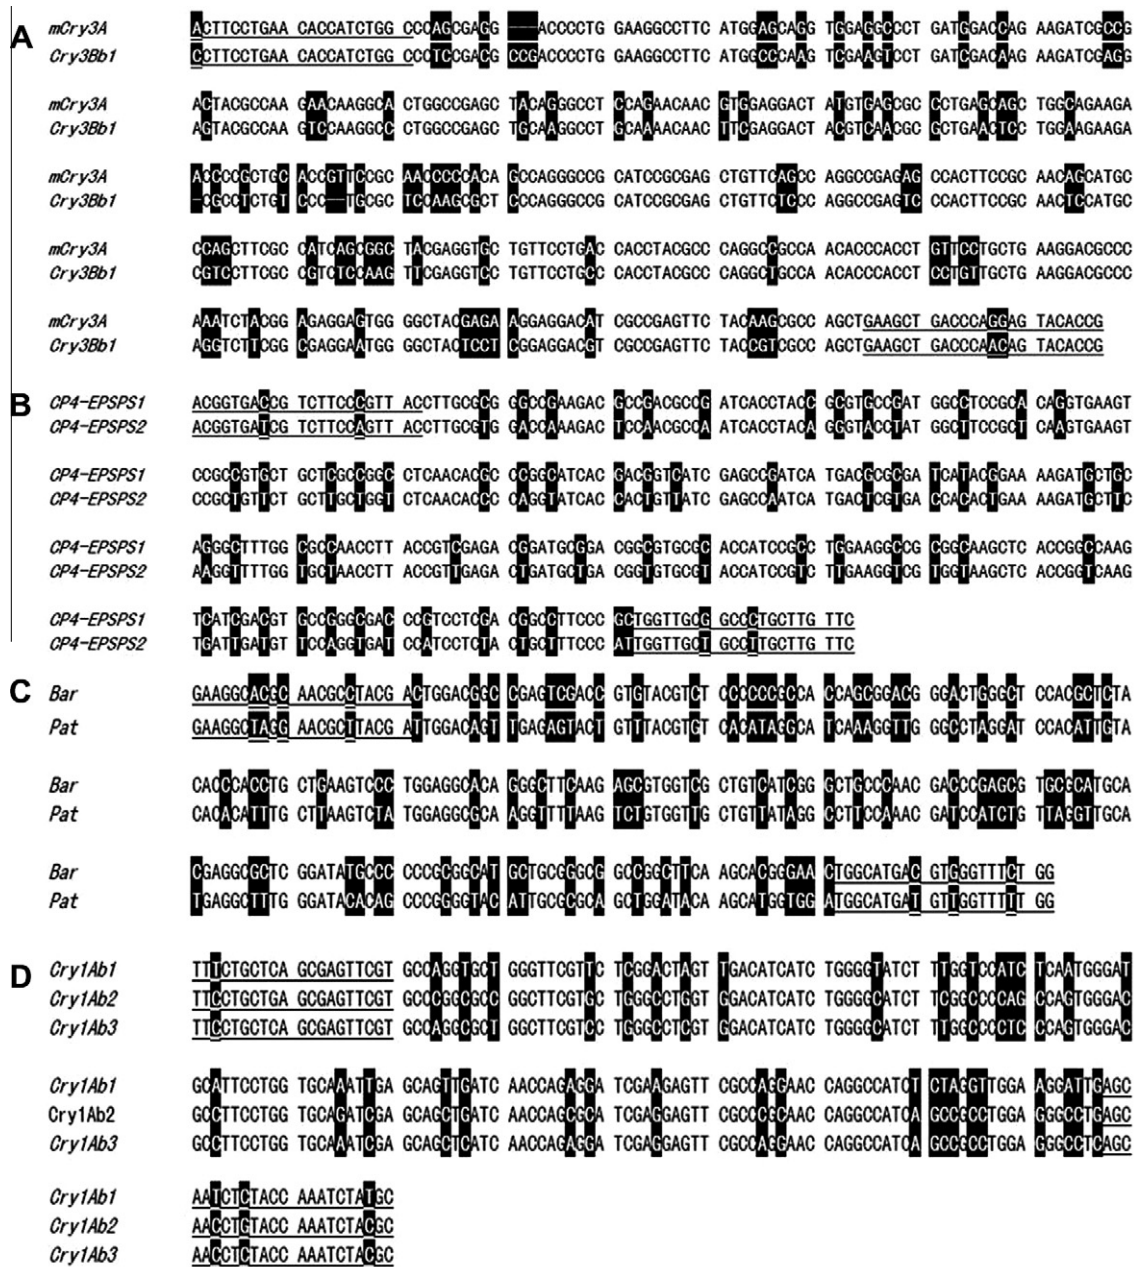 A
mCry3A ACTTCCTGAA CACCATCTGG CCCAGCGAGG ---ACCCCTG GAAGGCCTTC ATGGAGCAGG TGGAGGCCCT GATGGACCAG AAGATCGCCG
Cry3Bb1 CCTTCCTGAA CACCATCTGG CCCTCCGACG CCGACCCCTG GAAGGCCTTC ATGGCCCAAG TCGAAGTCCT GATCGACAAG AAGATCGAGG
mCry3A ACTACGCCAA GAACAAGGCA CTGGCCGAGC TACAGGGCCT CCAGAACAAC GTGGAGGACT ATGTGAGCGC CCTGAGCAGC TGGCAGAAGA
Cry3Bb1 AGTACGCCAA GTCCAAGGCC CTGGCCGAGC TGCAAGGCCT GCAAAACAAC TTCGAGGACT ACGTCAACGC GCTGAACTCC TGGAAGAAGA
mCry3A ACCCCGCTGC ACCGTTCCGC AACCCCCACA GCCAGGGCCG CATCCGCGAG CTGTTCAGCC AGGCCGAGAG CCACTTCCGC AACAGCATGC
Cry3Bb1 -CGCCTCTGT CCC--TGCGC TCCAAGCGCT CCCAGGGCCG CATCCGCGAG CTGTTCTCCC AGGCCGAGTC CCACTTCCGC AACTCCATGC
mCry3A CCAGCTTCGC CATCAGCGGC TACGAGGTGC TGTTCCTGAC CACCTACGCC CAGGCCGCCA ACACCCACCT GTTCCTGCTG AAGGACGCCC
Cry3Bb1 CGTCCTTCGC CGTCTCCAAG TTCGAGGTCC TGTTCCTGCC CACCTACGCC CAGGCTGCCA ACACCCACCT CCTGTTGCTG AAGGACGCCC
mCry3A AAATCTACGG AGAGGAGTGG GGCTACGAGA AGGAGGACAT CGCCGAGTTC TACAAGCGCC AGCTGAAGCT GACCCAGGAG TACACCG
Cry3Bb1 AGGTCTTCGG CGAGGAATGG GGCTACTCCT CGGAGGACGT CGCCGAGTTC TACCGTCGCC AGCTGAAGCT GACCCAACAG TACACCG
B
CP4-EPSPS1 ACGGTGACCG TCTTCCCGTT ACCTTGCGCG GGCCGAAGAC GCCGACGCCG ATCACCTACC GCGTGCCGAT GGCCTCCGCA CAGGTGAAGT
CP4-EPSPS2 ACGGTGATCG TCTTCCAGTT ACCTTGCGTG GACCAAAGAC TCCAACGCCA ATCACCTACA GGGTACCTAT GGCTTCCGCT CAAGTGAAGT
CP4-EPSPS1 CCGCCGTGCT GCTCGCCGGC CTCAACACGC CCGGCATCAC GACGGTCATC GAGCCGATCA TGACGCGCGA TCATACGGAA AAGATGCTGC
CP4-EPSPS2 CCGCTGTTCT GCTTGCTGGT CTCAACACCC CAGGTATCAC CACTGTTATC GAGCCAATCA TGACTCGTGA CCACACTGAA AAGATGCTTC
CP4-EPSPS1 AGGGCTTTGG CGCCAACCTT ACCGTCGAGA CGGATGCGGA CGGCGTGCGC ACCATCCGCC TGGAAGGCCG CGGCAAGCTC ACCGGCCAAG
CP4-EPSPS2 AAGGTTTTGG TGCTAACCTT ACCGTTGAGA CTGATGCTGA CGGTGTGCGT ACCATCCGTC TTGAAGGTCG TGGTAAGCTC ACCGGTCAAG
CP4-EPSPS1 TCATCGACGT GCCGGGCGAC CCGTCCTCGA CGGCCTTCCC GCTGGTTGCG GCCCTGCTTG TTC
CP4-EPSPS2 TGATTGATGT TCCAGGTGAT CCATCCTCTA CTGCTTTCCC ATTGGTTGCT GCCTTGCTTG TTC
C
Bar GAAGGCACGC AACGCCTACG ACTGGACGGC CGAGTCGACC GTGTACGTCT CCCCCCGCCA CCAGCGGACG GGACTGGGCT CCACGCTCTA
Pat GAAGGCTAGG AACGCTTACG ATTGGACAGT TGAGAGTACT GTTTACGTGT CACATAGGCA TCAAAGGTTG GGCCTAGGAT CCACATTGTA
Bar CACCCACCTG CTGAAGTCCC TGGAGGCACA GGGCTTCAAG AGCGTGGTCG CTGTCATCGG GCTGCCCAAC GACCCGAGCG TGCGCATGCA
Pat CACACATTTG CTTAAGTCTA TGGAGGCGCA AGGTTTTAAG TCTGTGGTTG CTGTTATAGG CCTTCCAAAC GATCCATCTG TTAGGTTGCA
Bar CGAGGCGCTC GGATATGCCC CCCGCGGCAT GCTGCGGGCG GCCGGCTTCA AGCACGGGAA CTGGCATGAC GTGGGTTTCT GG
Pat TGAGGCTTTG GGATACACAG CCCGGGGTAC ATTGCGCGCA GCTGGATACA AGCATGGTGG ATGGCATGAT GTTGGTTTTT GG
D
Cry1Ab1 TTTCTGCTCA GCGAGTTCGT GCCAGGTGCT GGGTTCGTTC TCGGACTAGT TGACATCATC TGGGGTATCT TTGGTCCATC TCAATGGGAT
Cry1Ab2 TTCCTGCTGA GCGAGTTCGT GCCCGGCGCC GGCTTCGTGC TGGGCCTGGT GGACATCATC TGGGGCATCT TCGGCCCCAG CCAGTGGGAC
Cry1Ab3 TTCCTGCTCA GCGAGTTCGT GCCAGGCGCT GGCTTCGTCC TGGGCCTCGT GGACATCATC TGGGGCATCT TTGGCCCCTC CCAGTGGGAC
Cry1Ab1 GCATTCCTGG TGCAAATTGA GCAGTTGATC AACCAGAGGA TCGAAGAGTT CGCCAGGAAC CAGGCCATCT CTAGGTTGGA AGGATTGAGC
Cry1Ab2 GCCTTCCTGG TGCAGATCGA GCAGCTGATC AACCAGCGCA TCGAGGAGTT CGCCCGCAAC CAGGCCATCA GCCGCCTGGA GGGCCTGAGC
Cry1Ab3 GCCTTCCTGG TGCAAATCGA GCAGCTCATC AACCAGAGGA TCGAGGAGTT CGCCAGGAAC CAGGCCATCA GCCGCCTGGA GGGCCTCAGC
Cry1Ab1 AATCTCTACC AAATCTATGC
Cry1Ab2 AACCTGTACC AAATCTACGC
Cry1Ab3 AACCTCTACC AAATCTACGC